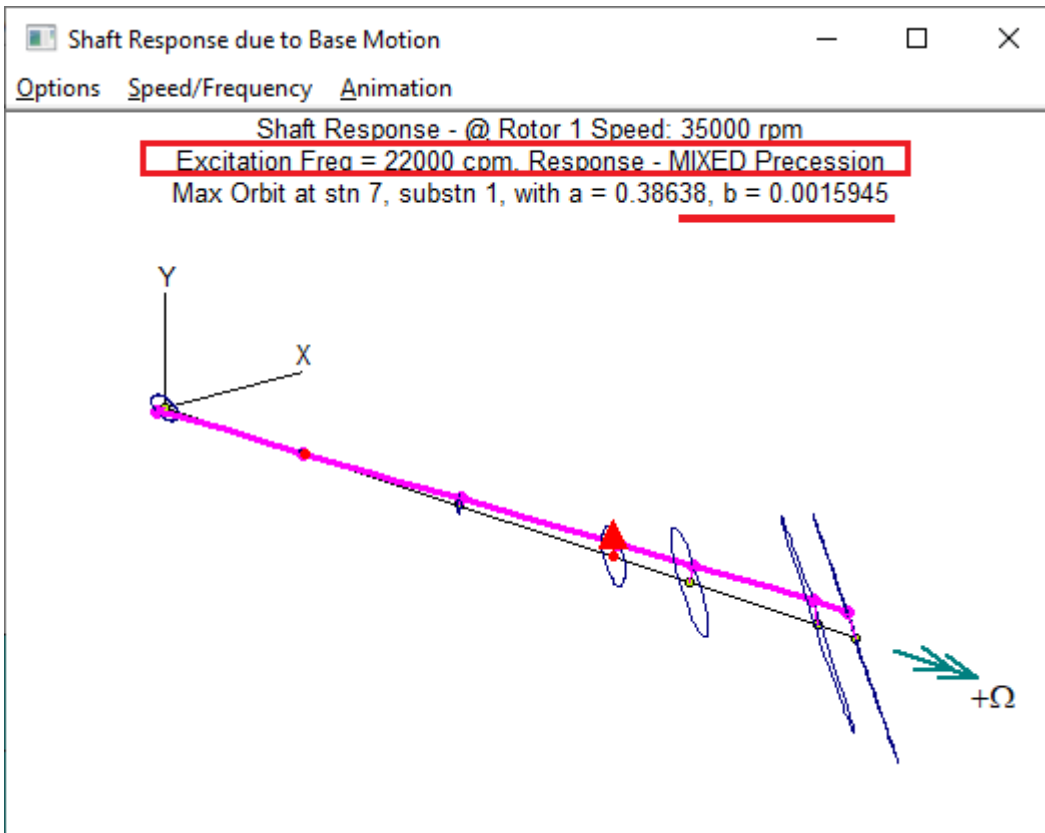 Shaft Response due to Base Motion
Options Speed/Frequency Animation
Shaft Response - @ Rotor 1 Speed: 35000 rpm
Excitation Freq = 22000 cpm, Response - MIXED Precession
Max Orbit at stn 7, substn 1, with a = 0.38638, b = 0.0015945
Y
X
+Ω